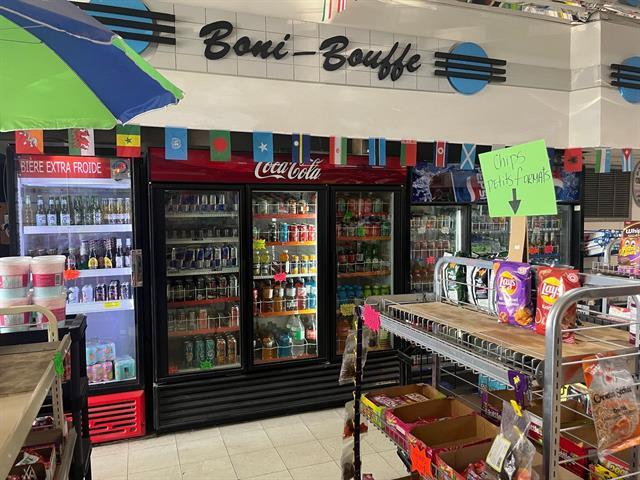 Boni-Bouffe
BIÈRE EXTRA FROIDE
Coca-Cola
Chips
petits formats
Lay's
Lay's